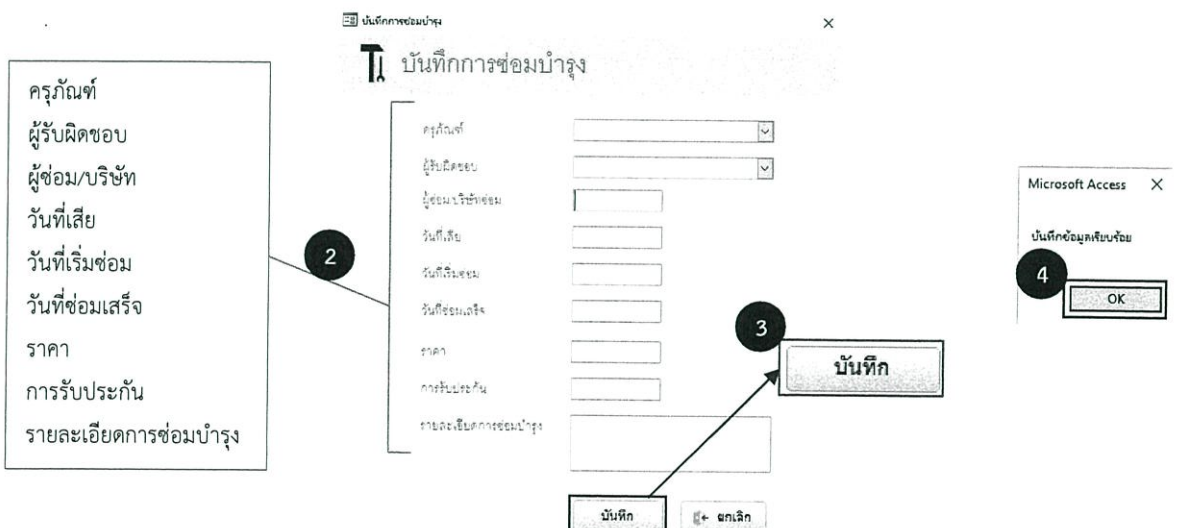 บันทึกการซ่อมบำรุง
บันทึกการซ่อมบำรุง
ครุภัณฑ์
ผู้รับผิดชอบ
ผู้ซ่อม/บริษัท
วันที่เสีย
วันที่เริ่มซ่อม
วันที่ซ่อมเสร็จ
ราคา
การรับประกัน
รายละเอียดการซ่อมบำรุง
2
ครุภัณฑ์
ผู้รับผิดชอบ
ผู้ซ่อม/บริษัทซ่อม
วันที่เสีย
วันที่เริ่มซ่อม
วันที่ซ่อมเสร็จ
ราคา
การรับประกัน
รายละเอียดการซ่อมบำรุง
บันทึก
ยกเลิก
3
บันทึก
Microsoft Access
บันทึกข้อมูลเรียบร้อย
4
OK